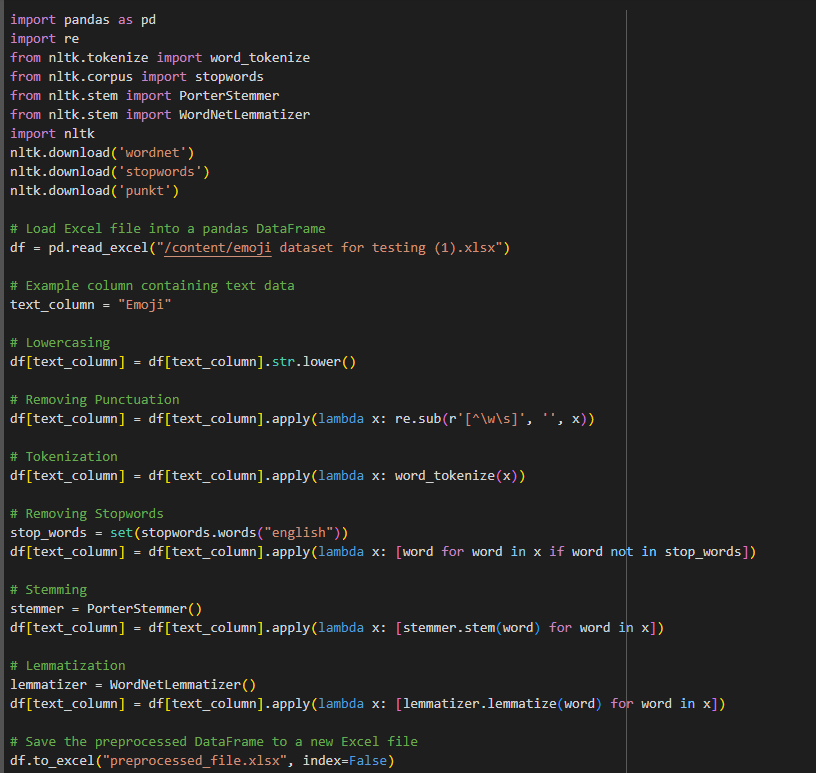 import pandas as pd
import re
from nltk.tokenize import word_tokenize
from nltk.corpus import stopwords
from nltk.stem import PorterStemmer
from nltk.stem import WordNetLemmatizer
import nltk
nltk.download('wordnet')
nltk.download('stopwords')
nltk.download('punkt')
# Load Excel file into a pandas DataFrame
df = pd.read_excel("/content/emoji dataset for testing (1).xlsx")
# Example column containing text data
text_column = "Emoji"
# Lowercasing
df[text_column] = df[text_column].str.lower()
# Removing Punctuation
df[text_column] = df[text_column].apply(lambda x: re.sub(r'[^\w\s]', '', x))
# Tokenization
df[text_column] = df[text_column].apply(lambda x: word_tokenize(x))
# Removing Stopwords
stop_words = set(stopwords.words("english"))
df[text_column] = df[text_column].apply(lambda x: [word for word in x if word not in stop_words])
# Stemming
stemmer = PorterStemmer()
df[text_column] = df[text_column].apply(lambda x: [stemmer.stem(word) for word in x])
# Lemmatization
lemmatizer = WordNetLemmatizer()
df[text_column] = df[text_column].apply(lambda x: [lemmatizer.lemmatize(word) for word in x])
# Save the preprocessed DataFrame to a new Excel file
df.to_excel("preprocessed_file.xlsx", index=False)